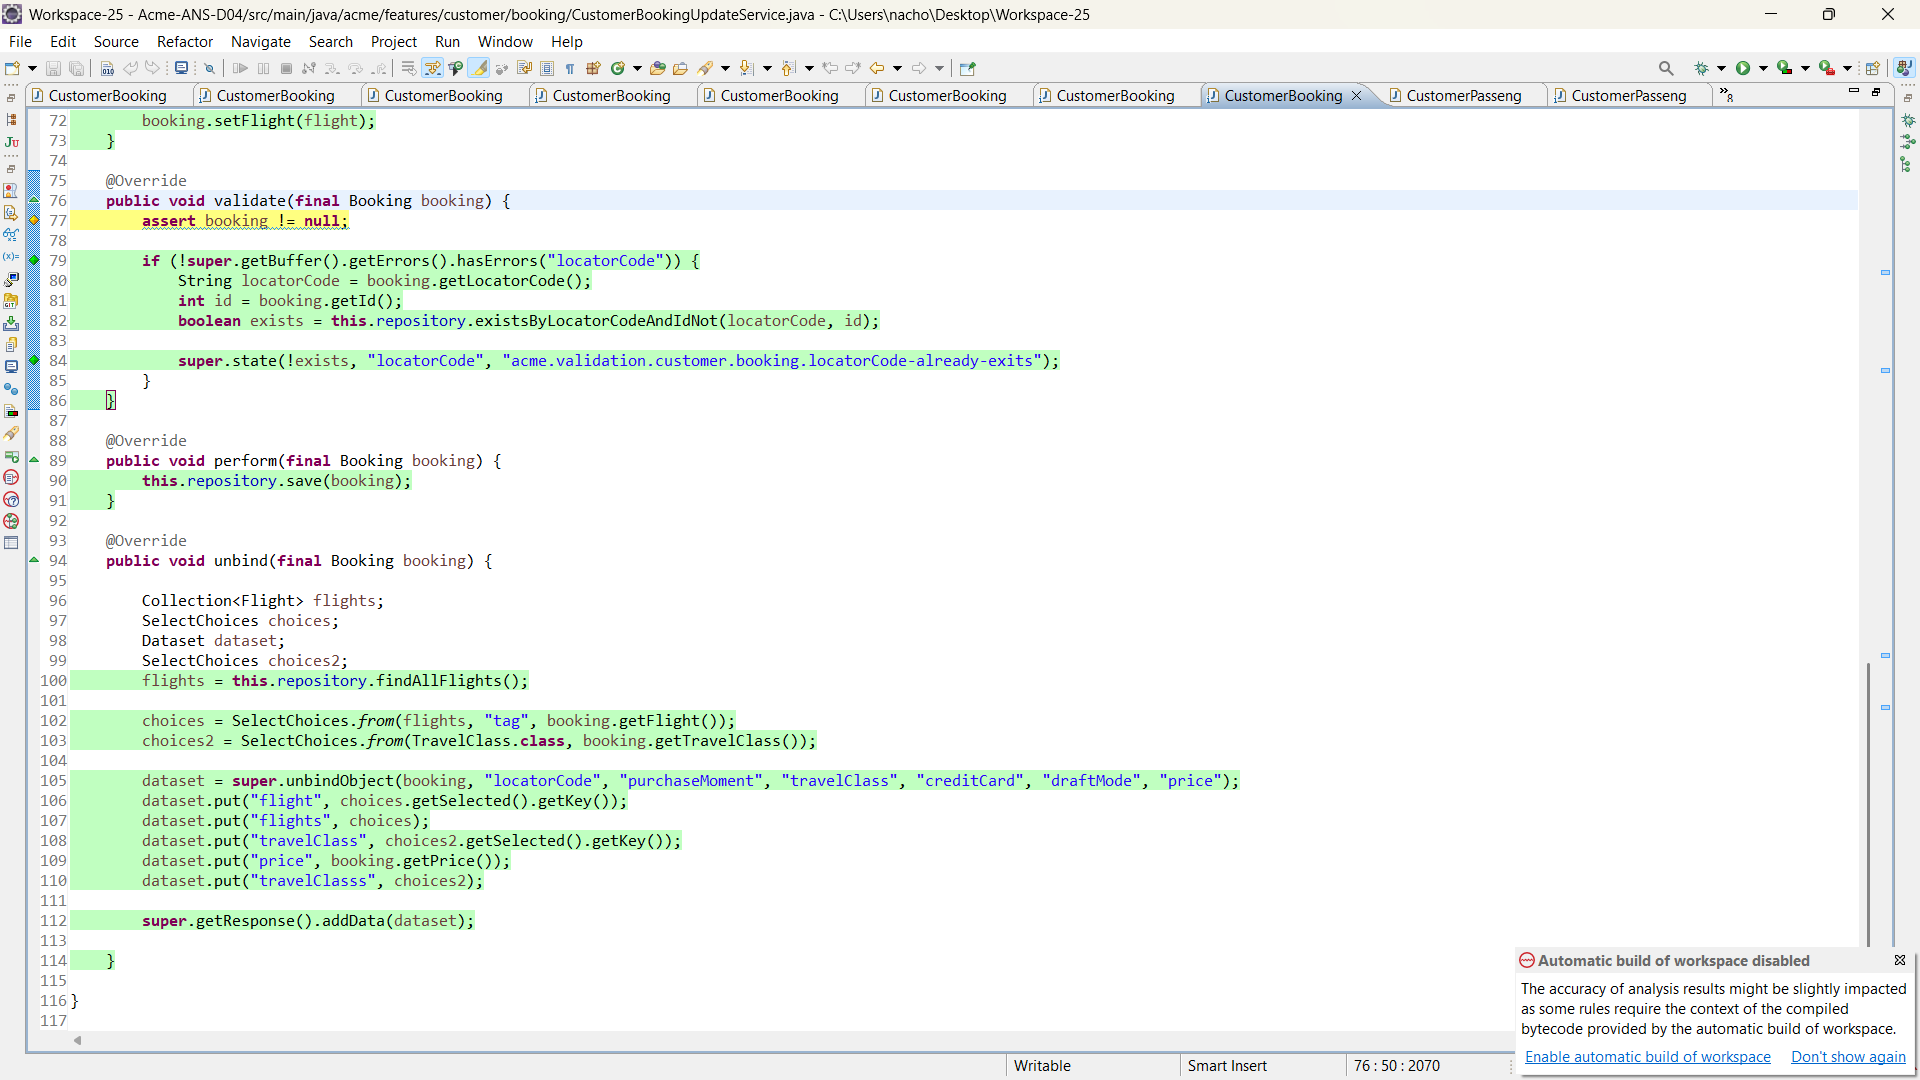 Workspace-25 - Acme-ANS-D04/src/main/java/acme/features/customer/booking/CustomerBookingUpdateService.java - C:\Users\nacho\Desktop\Workspace-25
File Edit Source Refactor Navigate Search Project Run Window Help
CustomerBooking CustomerBooking CustomerBooking CustomerBooking CustomerBooking CustomerBooking CustomerBooking CustomerBooking CustomerPasseng CustomerPasseng »8
72 booking.setFlight(flight);
73 }
74
75 @Override
76 public void validate(final Booking booking) {
77 assert booking != null;
78
79 if (!super.getBuffer().getErrors().hasErrors("locatorCode")) {
80 String locatorCode = booking.getLocatorCode();
81 int id = booking.getId();
82 boolean exists = this.repository.existsByLocatorCodeAndIdNot(locatorCode, id);
83
84 super.state(!exists, "locatorCode", "acme.validation.customer.booking.locatorCode-already-exits");
85 }
86 }
87
88 @Override
89 public void perform(final Booking booking) {
90 this.repository.save(booking);
91 }
92
93 @Override
94 public void unbind(final Booking booking) {
95
96 Collection<Flight> flights;
97 SelectChoices choices;
98 Dataset dataset;
99 SelectChoices choices2;
100 flights = this.repository.findAllFlights();
101
102 choices = SelectChoices.from(flights, "tag", booking.getFlight());
103 choices2 = SelectChoices.from(TravelClass.class, booking.getTravelClass());
104
105 dataset = super.unbindObject(booking, "locatorCode", "purchaseMoment", "travelClass", "creditCard", "draftMode", "price");
106 dataset.put("flight", choices.getSelected().getKey());
107 dataset.put("flights", choices);
108 dataset.put("travelClass", choices2.getSelected().getKey());
109 dataset.put("price", booking.getPrice());
110 dataset.put("travelClasss", choices2);
111
112 super.getResponse().addData(dataset);
113
114 }
115
116 }
117
Automatic build of workspace disabled
The accuracy of analysis results might be slightly impacted
as some rules require the context of the compiled
bytecode provided by the automatic build of workspace.
Enable automatic build of workspace Don't show again
Writable Smart Insert 76 : 50 : 2070